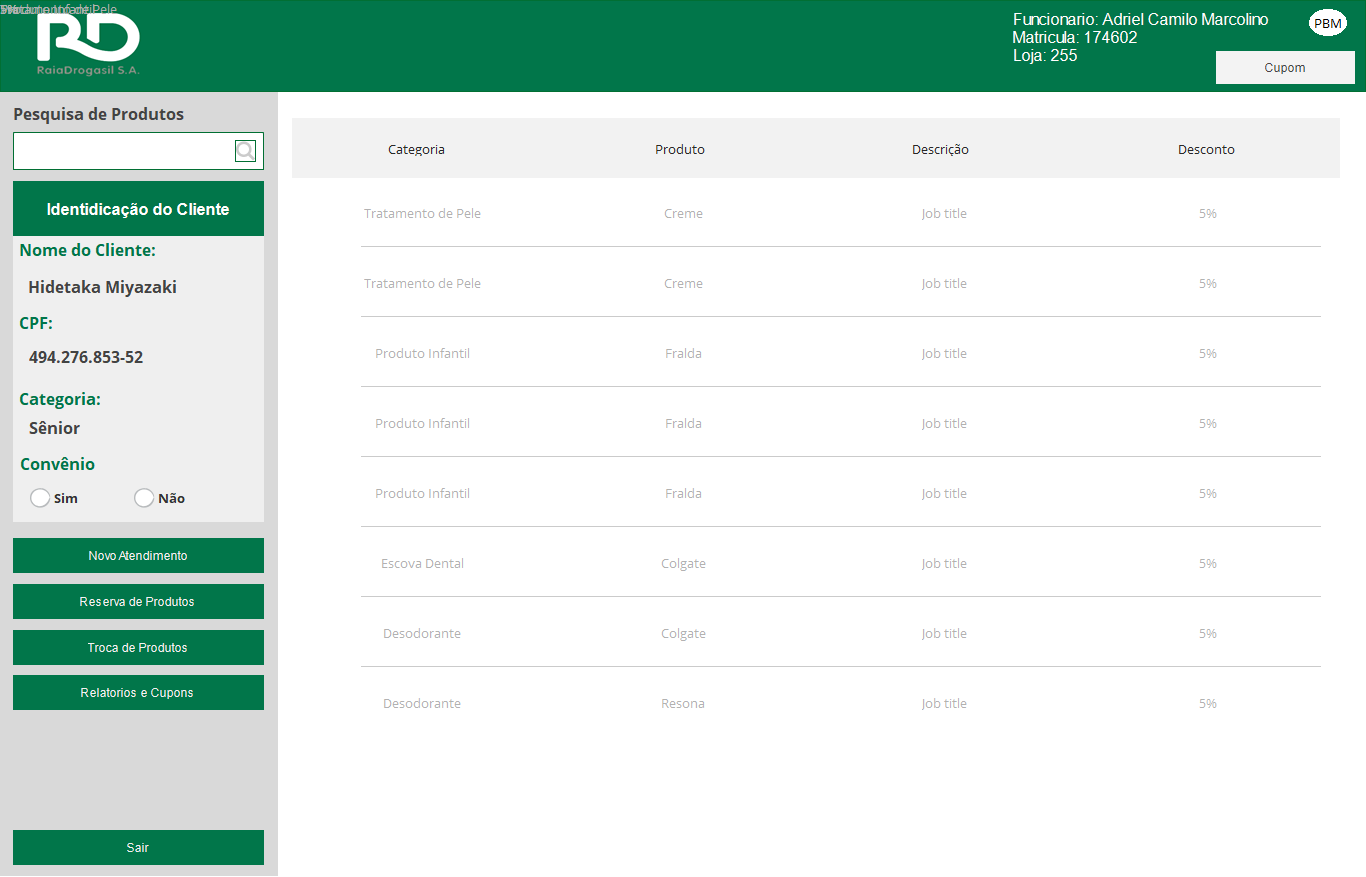 RD
RaiaDrogasil S.A.
Funcionario: Adriel Camilo Marcolino
Matricula: 174602
Loja: 255
PBM
Cupom
Pesquisa de Produtos
Identidicação do Cliente
Nome do Cliente:
Hidetaka Miyazaki
CPF:
494.276.853-52
Categoria:
Sênior
Convênio
Sim Não
Novo Atendimento
Reserva de Produtos
Troca de Produtos
Relatorios e Cupons
Sair
Categoria Produto Descrição Desconto
Tratamento de Pele Creme Job title 5%
Tratamento de Pele Creme Job title 5%
Produto Infantil Fralda Job title 5%
Produto Infantil Fralda Job title 5%
Produto Infantil Fralda Job title 5%
Escova Dental Colgate Job title 5%
Desodorante Colgate Job title 5%
Desodorante Resona Job title 5%